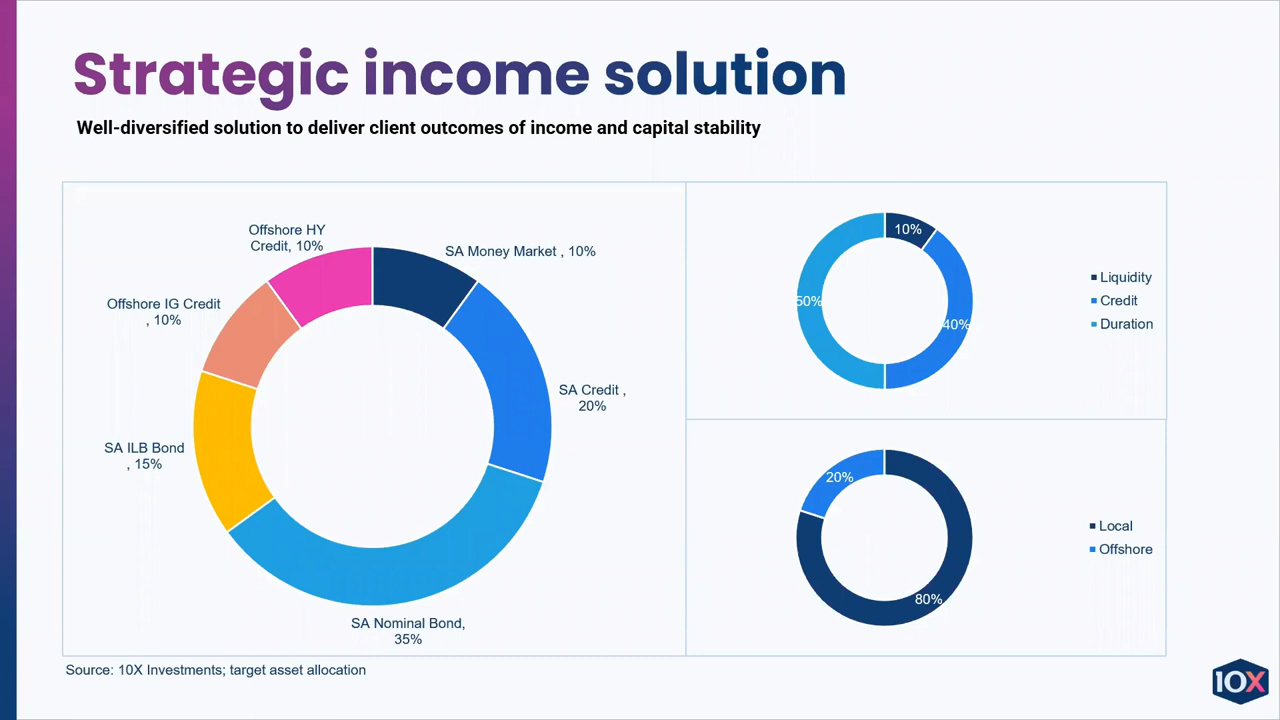 Strategic income solution
Well-diversified solution to deliver client outcomes of income and capital stability
Offshore HY
Credit, 10%
SA Money Market , 10%
Offshore IG Credit
, 10%
SA Credit ,
20%
SA ILB Bond
, 15%
SA Nominal Bond,
35%
10%
50%
40%
Liquidity
Credit
Duration
20%
80%
Local
Offshore
Source: 10X Investments; target asset allocation
10X